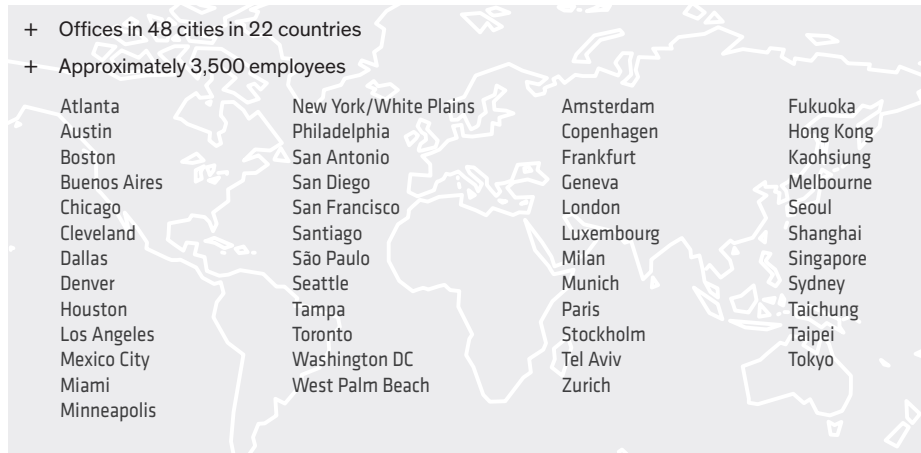 + Offices in 48 cities in 22 countries
+ Approximately 3,500 employees
Atlanta
Austin
Boston
Buenos Aires
Chicago
Cleveland
Dallas
Denver
Houston
Los Angeles
Mexico City
Miami
Minneapolis
New York/White Plains
Philadelphia
San Antonio
San Diego
San Francisco
Santiago
São Paulo
Seattle
Tampa
Toronto
Washington DC
West Palm Beach
Amsterdam
Copenhagen
Frankfurt
Geneva
London
Luxembourg
Milan
Munich
Paris
Stockholm
Tel Aviv
Zurich
Fukuoka
Hong Kong
Kaohsiung
Melbourne
Seoul
Shanghai
Singapore
Sydney
Taichung
Taipei
Tokyo